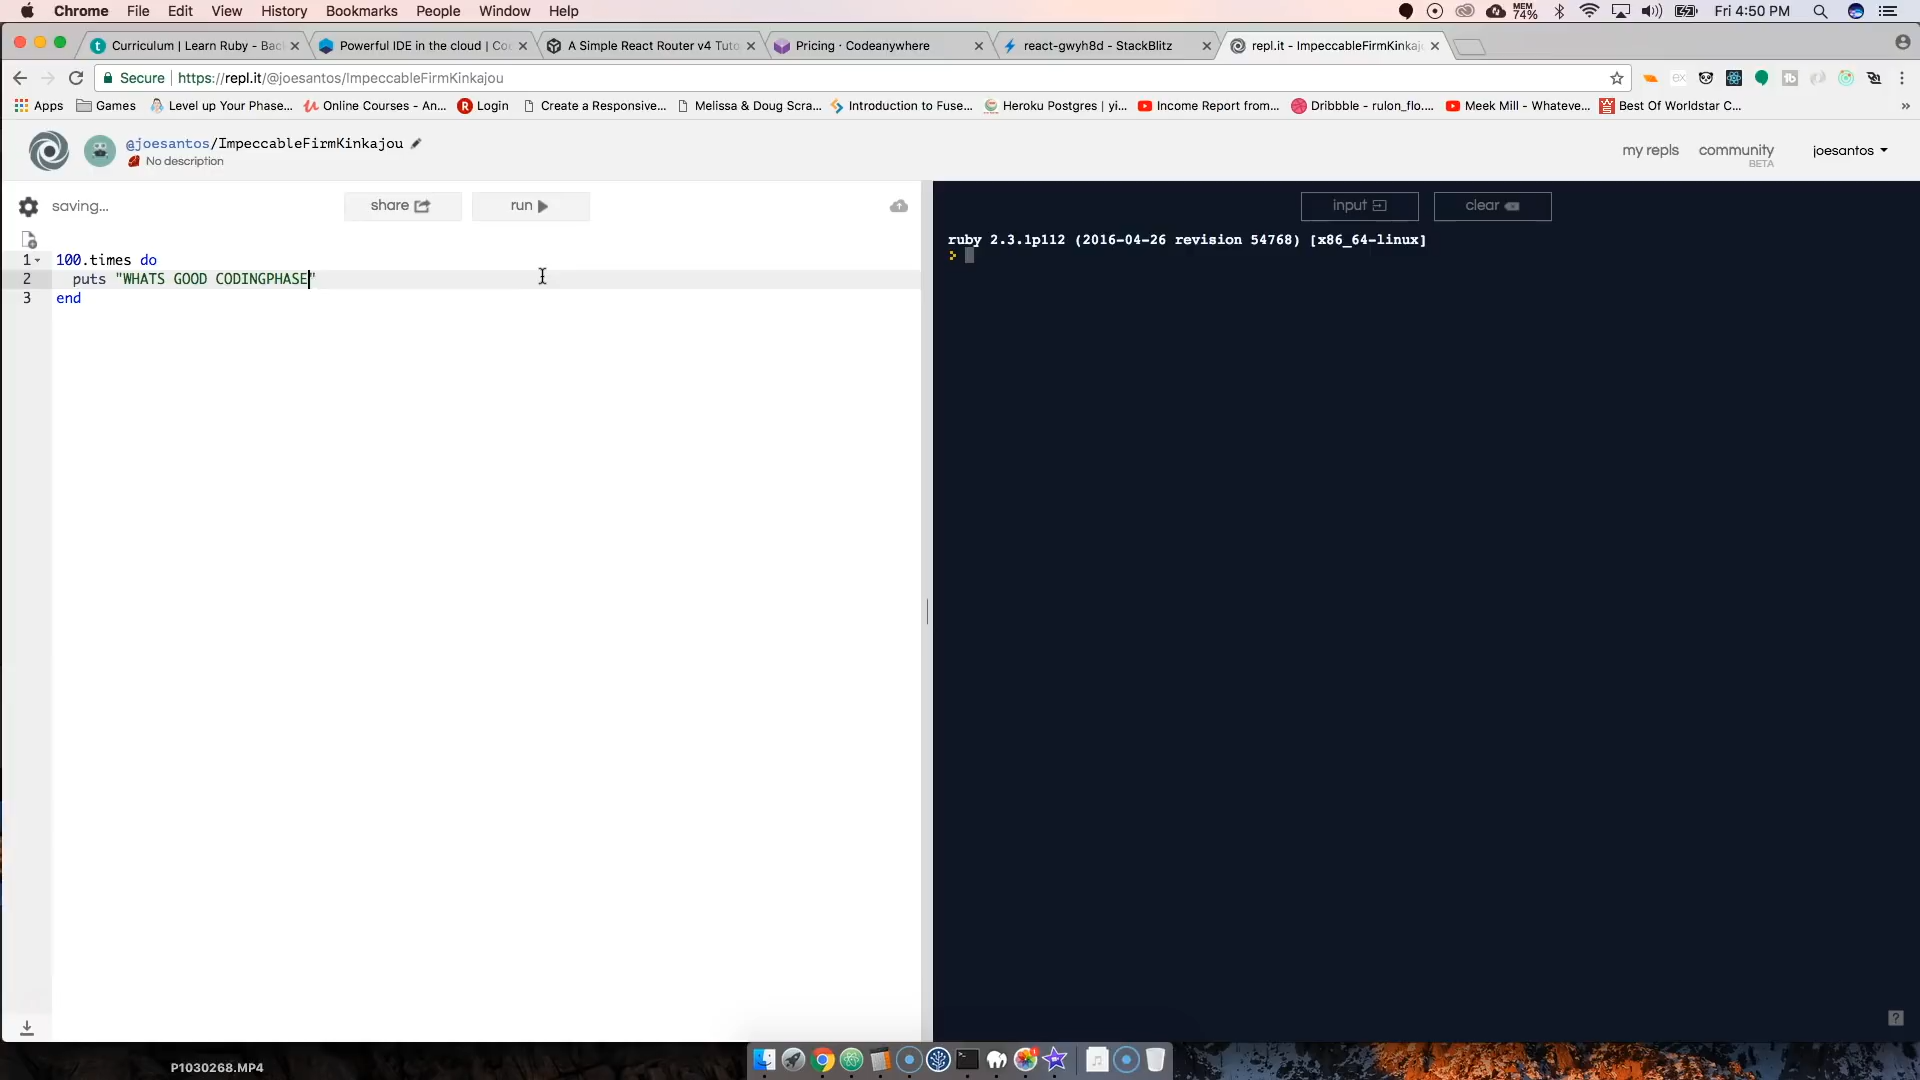 Chrome File Edit View History Bookmarks People Window Help
MEM 74% Fri 4:50 PM
Curriculum | Learn Ruby - Bac
Powerful IDE in the cloud | Co
A Simple React Router v4 Tuto
Pricing · Codeanywhere
react-gwyh8d - StackBlitz
repl.it - ImpeccableFirmKinkaj
Secure https://repl.it/@joesantos/ImpeccableFirmKinkajou
Apps Games Level up Your Phase... Online Courses - An... Login Create a Responsive... Melissa & Doug Scra... Introduction to Fuse... Heroku Postgres | yi... Income Report from... Dribbble - rulon_flo.... Meek Mill - Whateve... Best Of Worldstar C... »
@joesantos/ImpeccableFirmKinkajou
No description
my repls
community
BETA
joesantos
saving...
share
run
input
clear
ruby 2.3.1p112 (2016-04-26 revision 54768) [x86_64-linux]
1 100.times do
2 puts "WHATS GOOD CODINGPHASE"
3 end
?
P1030268.MP4